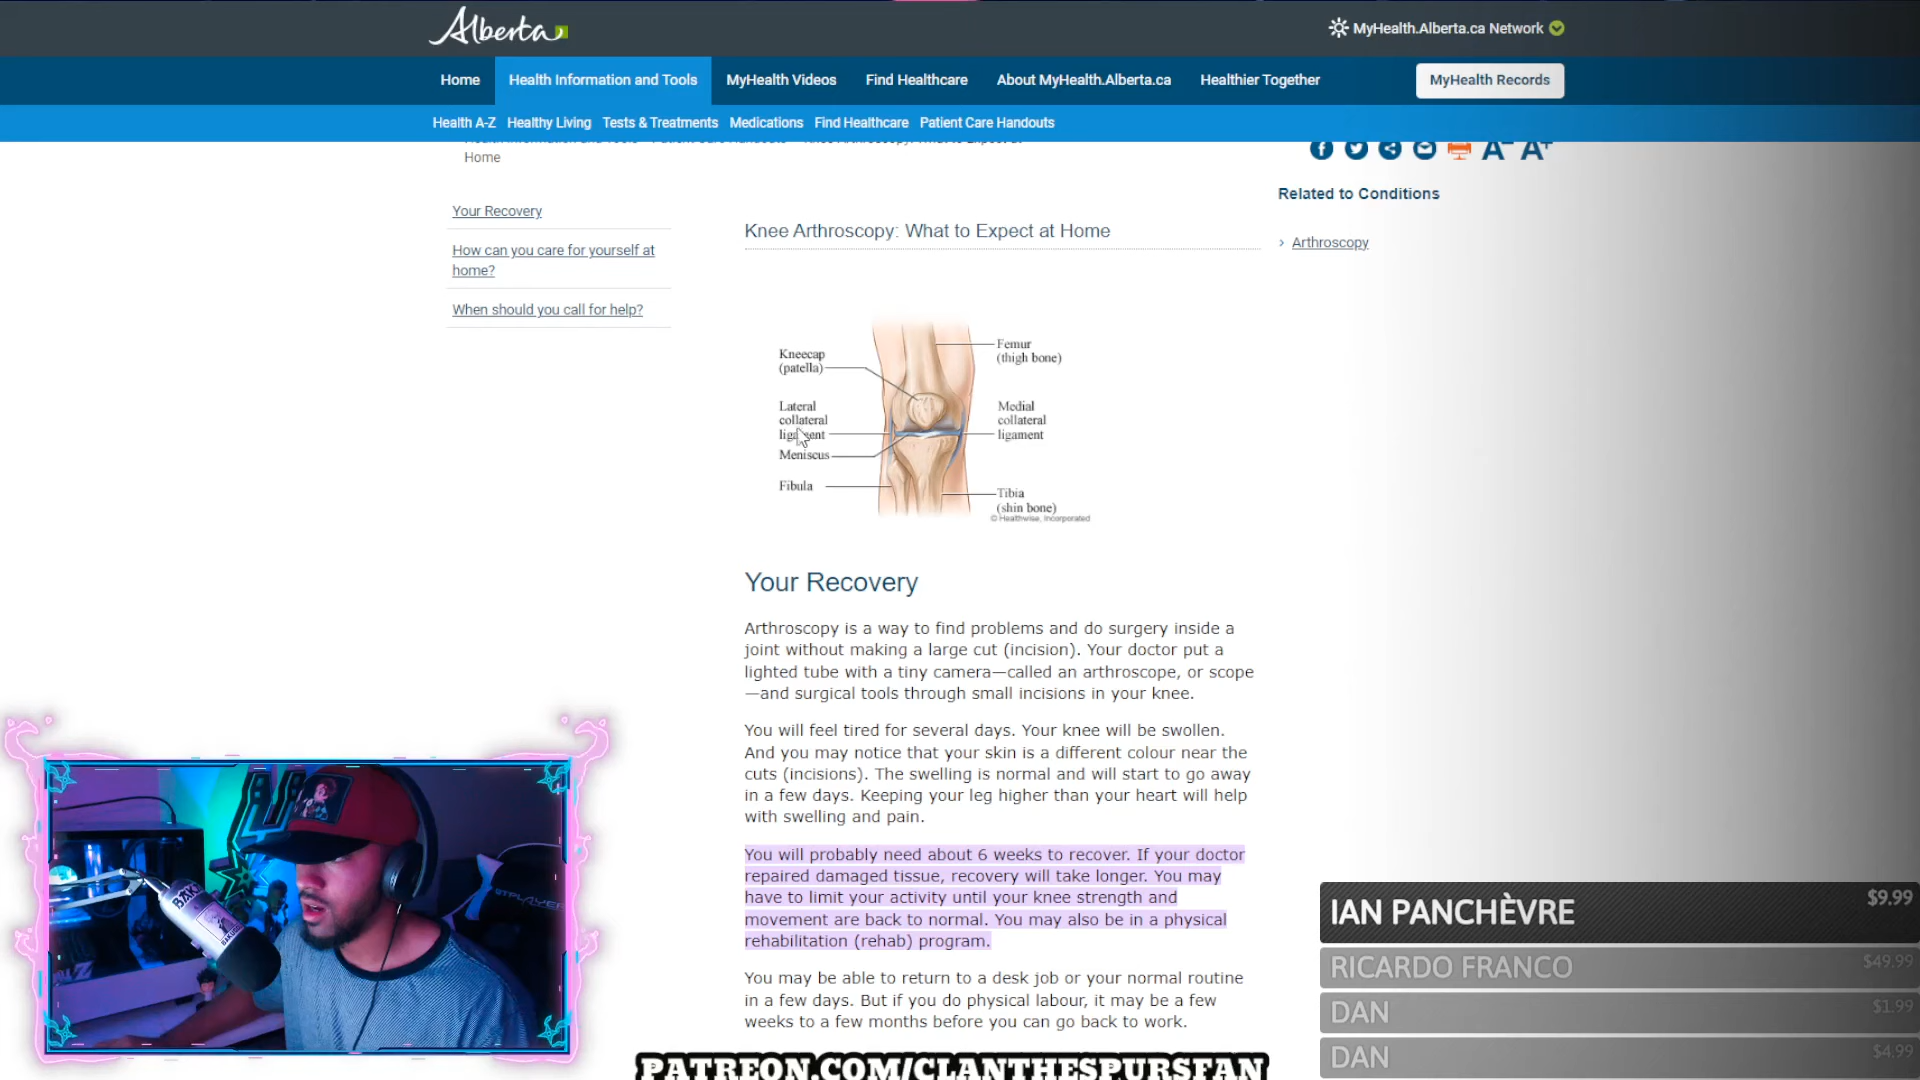 Alberta
MyHealth.Alberta.ca Network
Home
Health Information and Tools
MyHealth Videos
Find Healthcare
About MyHealth.Alberta.ca
Healthier Together
MyHealth Records
Health A-Z
Healthy Living
Tests & Treatments
Medications
Find Healthcare
Patient Care Handouts
Home
A- A+
Your Recovery
How can you care for yourself at
home?
When should you call for help?
Related to Conditions
Arthroscopy
Knee Arthroscopy: What to Expect at Home
Kneecap
(patella)
Femur
(thigh bone)
Lateral
collateral
ligament
Medial
collateral
ligament
Meniscus
Fibula
Tibia
(shin bone)
© Healthwise, Incorporated
Your Recovery
Arthroscopy is a way to find problems and do surgery inside a
joint without making a large cut (incision). Your doctor put a
lighted tube with a tiny camera—called an arthroscope, or scope
—and surgical tools through small incisions in your knee.
You will feel tired for several days. Your knee will be swollen.
And you may notice that your skin is a different colour near the
cuts (incisions). The swelling is normal and will start to go away
in a few days. Keeping your leg higher than your heart will help
with swelling and pain.
You will probably need about 6 weeks to recover. If your doctor
repaired damaged tissue, recovery will take longer. You may
have to limit your activity until your knee strength and
movement are back to normal. You may also be in a physical
rehabilitation (rehab) program.
You may be able to return to a desk job or your normal routine
in a few days. But if you do physical labour, it may be a few
weeks to a few months before you can go back to work.
IAN PANCHÈVRE $9.99
RICARDO FRANCO $49.99
DAN $1.99
DAN $4.99
PATREON.COM/CLANTHESPURSFAN